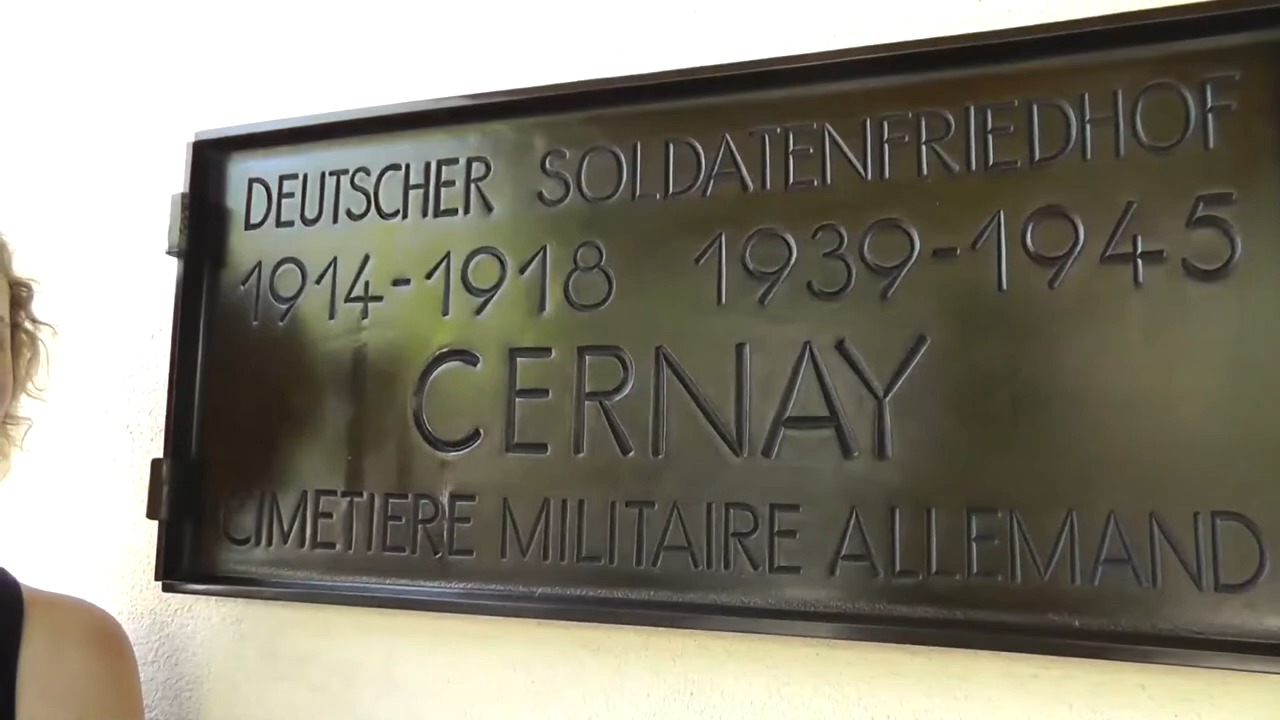 DEUTSCHER SOLDATENFRIEDHOF
1914-1918 1939-1945
CERNAY
CIMETIERE MILITAIRE ALLEMAND